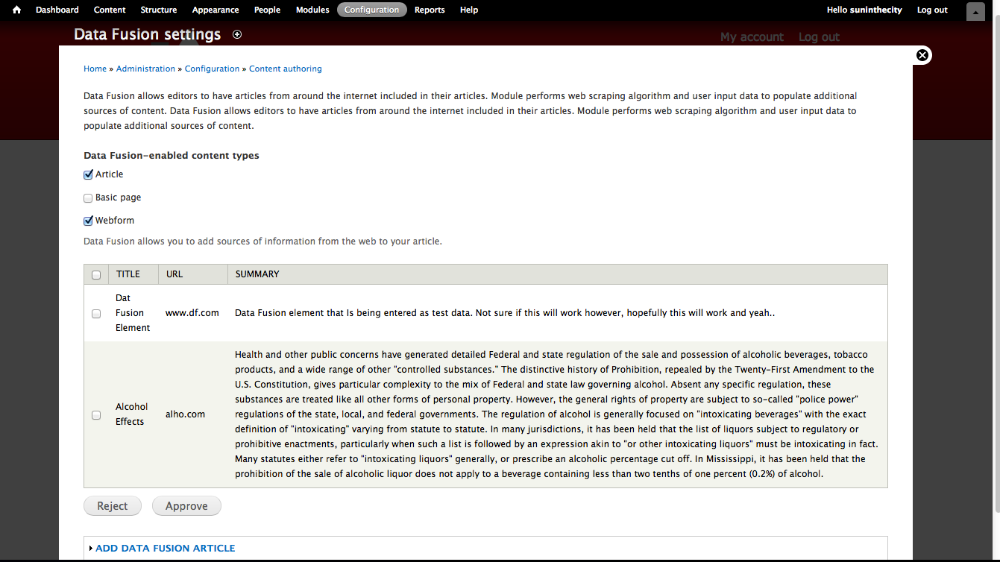 Dashboard Content Structure Appearance People Modules Configuration Reports Help Hello suninthecity Log out
Data Fusion settings
My account Log out
Home » Administration » Configuration » Content authoring
Data Fusion allows editors to have articles from around the internet included in their articles. Module performs web scraping algorithm and user input data to populate additional
sources of content. Data Fusion allows editors to have articles from around the internet included in their articles. Module performs web scraping algorithm and user input data to
populate additional sources of content.
Data Fusion-enabled content types
Article
Basic page
Webform
Data Fusion allows you to add sources of information from the web to your article.
TITLE URL SUMMARY
Dat
Fusion
Element
www.df.com
Data Fusion element that Is being entered as test data. Not sure if this will work however, hopefully this will work and yeah..
Alcohol
Effects
alho.com
Health and other public concerns have generated detailed Federal and state regulation of the sale and possession of alcoholic beverages, tobacco
products, and a wide range of other "controlled substances." The distinctive history of Prohibition, repealed by the Twenty-First Amendment to the
U.S. Constitution, gives particular complexity to the mix of Federal and state law governing alcohol. Absent any specific regulation, these
substances are treated like all other forms of personal property. However, the general rights of property are subject to so-called "police power"
regulations of the state, local, and federal governments. The regulation of alcohol is generally focused on "intoxicating beverages" with the exact
definition of "intoxicating" varying from statute to statute. In many jurisdictions, it has been held that the list of liquors subject to regulatory or
prohibitive enactments, particularly when such a list is followed by an expression akin to "or other intoxicating liquors" must be intoxicating in fact.
Many statutes either refer to "intoxicating liquors" generally, or prescribe an alcoholic percentage cut off. In Mississippi, it has been held that the
prohibition of the sale of alcoholic liquor does not apply to a beverage containing less than two tenths of one percent (0.2%) of alcohol.
Reject Approve
ADD DATA FUSION ARTICLE